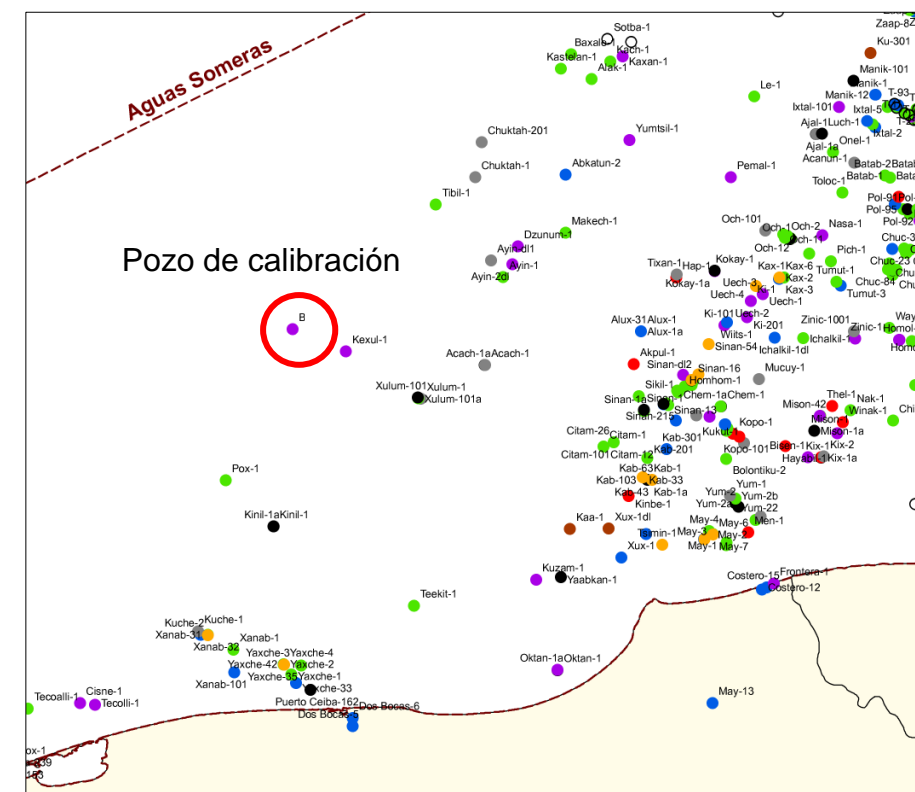 Sotba-1
Zaap-8
Baxale-1
Kach-1
Ku-301
Kastelan-1
Kaxan-1
Alak-1
Aguas Someras
Manik-101
Le-1
Manik-12
T-93
Ixtal-101
Ixtal-5
Chuktah-201
Yumtsil-1
Ajal-1
Luch-1
Ixtal-2
Ajal-1a
Onel-1
Acanun-1
Chuktah-1
Abkatun-2
Pemal-1
Batab-2
Toloc-1
Batab-1
Tibil-1
Pol-95
Makech-1
Och-101
Och-1
Och-2
Nasa-1
Dzunum-1
Och-12
Och-11
Chuc-3
Ayin-dl1
Pozo de calibración
Tixan-1
Hap-1
Kokay-1
Pich-1
Ayin-1
Kax-1
Kax-6
Tumut-1
Chuc-23
Ayin-2dl
Kokay-1a
Uech-3
Kax-2
Chuc-84
Kax-3
Tumut-3
Uech-4
Uech-1
B
Alux-31
Alux-1
Ki-101
Uech-2
Zinic-1001
Alux-1a
Ki-201
Zinic-1
Kexul-1
Wiits-1
Ichalkil-1
Sinan-54
Ichalkil-1dl
Acach-1a
Acach-1
Akpul-1
Sinan-dl2
Sinan-16
Mucuy-1
Xulum-101
Xulum-1
Sikil-1
Homhom-1
Xulum-101a
Sinan-1a
Sinan-1
Chem-1a
Chem-1
Thel-1
Nak-1
Mison-42
Winak-1
Sinan-215
Sinan-13
Kopo-1
Citam-26
Citam-1
Kab-301
Kukul-1
Mison-1a
Citam-101
Citam-12
Kab-201
Kopo-101
Bisen-1
Kix-1
Kix-2
Hayabil-1
Kix-1a
Pox-1
Kab-63
Kab-1
Bolontiku-2
Kab-103
Kab-33
Yum-1
Kab-43
Kab-1a
Yum-2
Yum-2b
Kinbe-1
Yum-2a
Yum-22
Kinil-1a
Kinil-1
Kaa-1
Xux-1dl
May-4
May-6
Men-1
Tamin-1
May-3
May-2
Xux-1
May-1
May-7
Kuzam-1
Yaabkan-1
Costero-15
Frontera-1
Costero-12
Teekit-1
Kuche-2
Kuche-1
Xanab-31
Xanab-1
Xanab-32
Yaxche-3
Yaxche-4
Yaxche-42
Yaxche-2
Oktan-1a
Oktan-1
Xanab-101
Yaxche-35
Yaxche-1
Yaxche-33
Tecoalli-1
Cisne-1
Tecolli-1
Puerto Ceiba-162
Dos Bocas-6
May-13
Dos Bocas-5